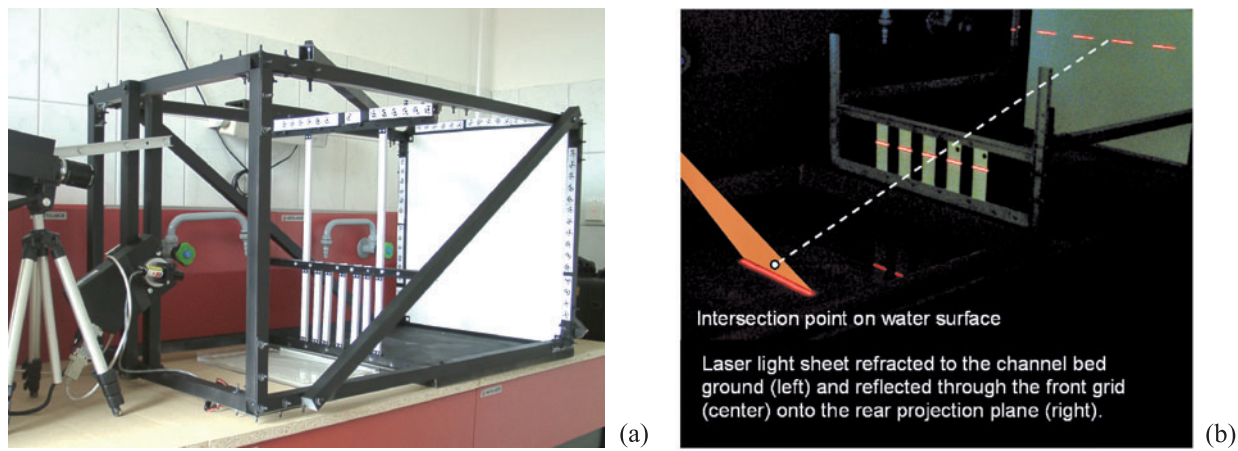 (a)
Intersection point on water surface
Laser light sheet refracted to the channel bed
ground (left) and reflected through the front grid
(center) onto the rear projection plane (right).
(b)